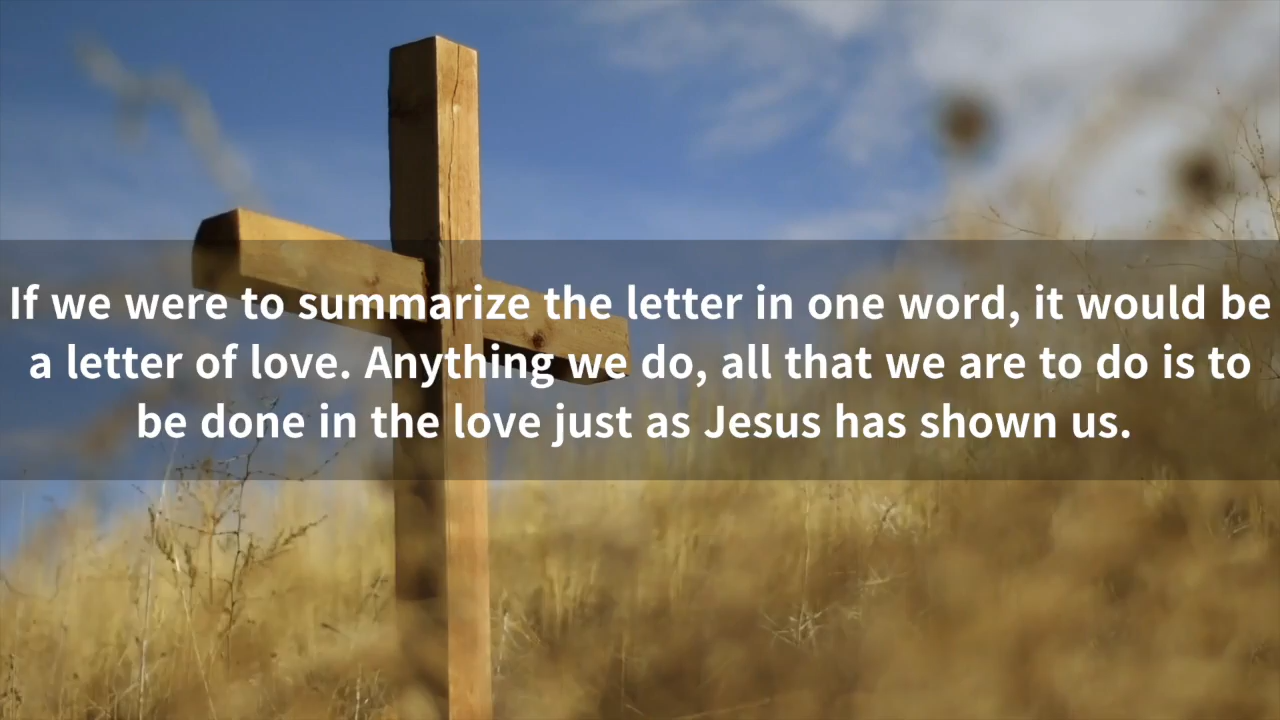 If we were to summarize the letter in one word, it would be
a letter of love. Anything we do, all that we are to do is to
be done in the love just as Jesus has shown us.